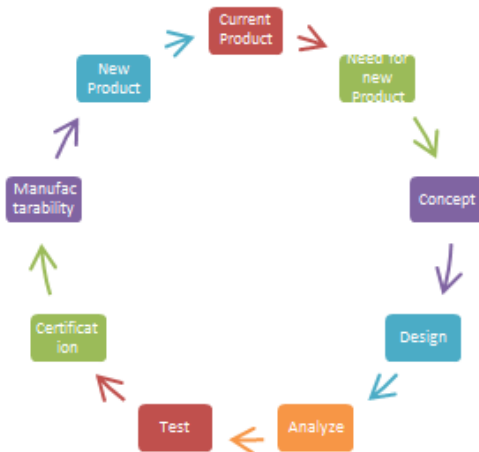 Current
Product
Need for
new
Product
Concept
Design
Analyze
Test
Certificat
ion
Manufac
tarability
New
Product